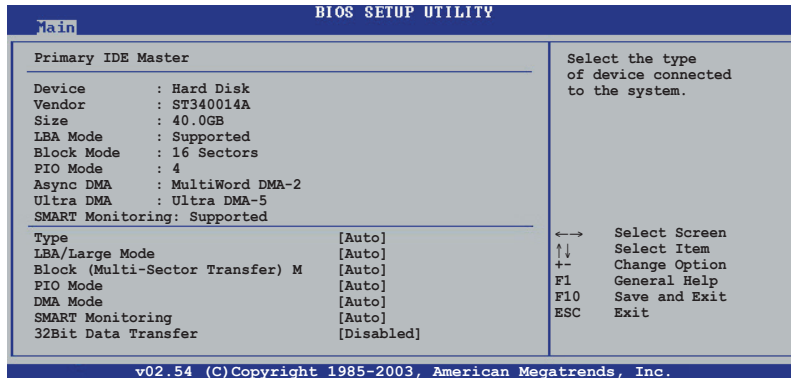 BIOS SETUP UTILITY
Main
Primary IDE Master
Device : Hard Disk
Vendor : ST340014A
Size : 40.0GB
LBA Mode : Supported
Block Mode : 16 Sectors
PIO Mode : 4
Async DMA : MultiWord DMA-2
Ultra DMA : Ultra DMA-5
SMART Monitoring: Supported
Type [Auto]
LBA/Large Mode [Auto]
Block (Multi-Sector Transfer) M [Auto]
PIO Mode [Auto]
DMA Mode [Auto]
SMART Monitoring [Auto]
32Bit Data Transfer [Disabled]
Select the type
of device connected
to the system.
←→ Select Screen
↑↓ Select Item
+- Change Option
F1 General Help
F10 Save and Exit
ESC Exit
v02.54 (C)Copyright 1985-2003, American Megatrends, Inc.